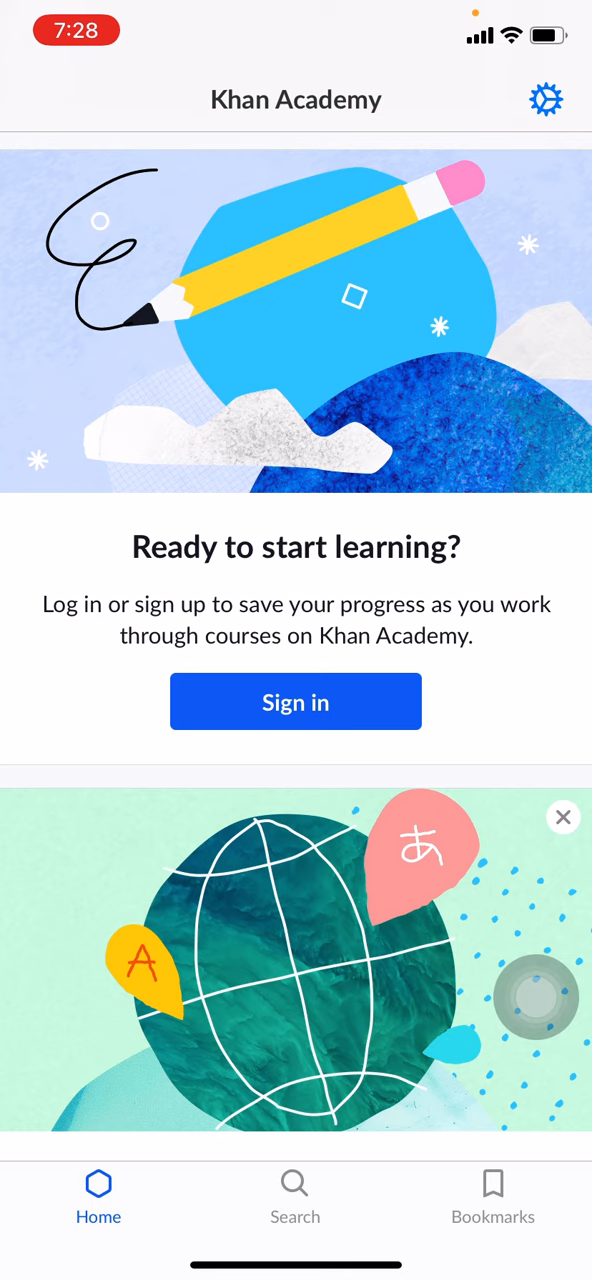 7:28
Khan Academy
Ready to start learning?
Log in or sign up to save your progress as you work
through courses on Khan Academy.
Sign in
あ
A
Home
Search
Bookmarks